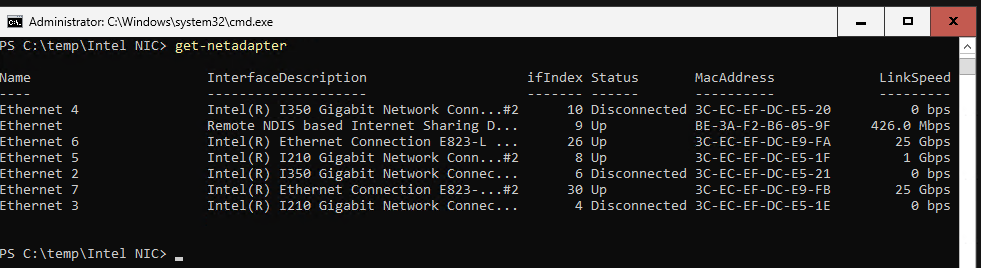 Administrator: C:\Windows\system32\cmd.exe
PS C:\temp\Intel NIC> get-netadapter
Name                      InterfaceDescription                    ifIndex Status       MacAddress             LinkSpeed
----                      --------------------                    ------- ------       ----------             ---------
Ethernet 4                Intel(R) I350 Gigabit Network Conn...#2      10 Disconnected 3C-EC-EF-DC-E5-20          0 bps
Ethernet                  Remote NDIS based Internet Sharing D...       9 Up           BE-3A-F2-B6-05-9F     426.0 Mbps
Ethernet 6                Intel(R) Ethernet Connection E823-L ...      26 Up           3C-EC-EF-DC-E9-FA        25 Gbps
Ethernet 5                Intel(R) I210 Gigabit Network Conn...#2       8 Up           3C-EC-EF-DC-E5-1F         1 Gbps
Ethernet 2                Intel(R) I350 Gigabit Network Connec...       6 Disconnected 3C-EC-EF-DC-E5-21          0 bps
Ethernet 7                Intel(R) Ethernet Connection E823-...#2      30 Up           3C-EC-EF-DC-E9-FB        25 Gbps
Ethernet 3                Intel(R) I210 Gigabit Network Connec...       4 Disconnected 3C-EC-EF-DC-E5-1E          0 bps
PS C:\temp\Intel NIC>